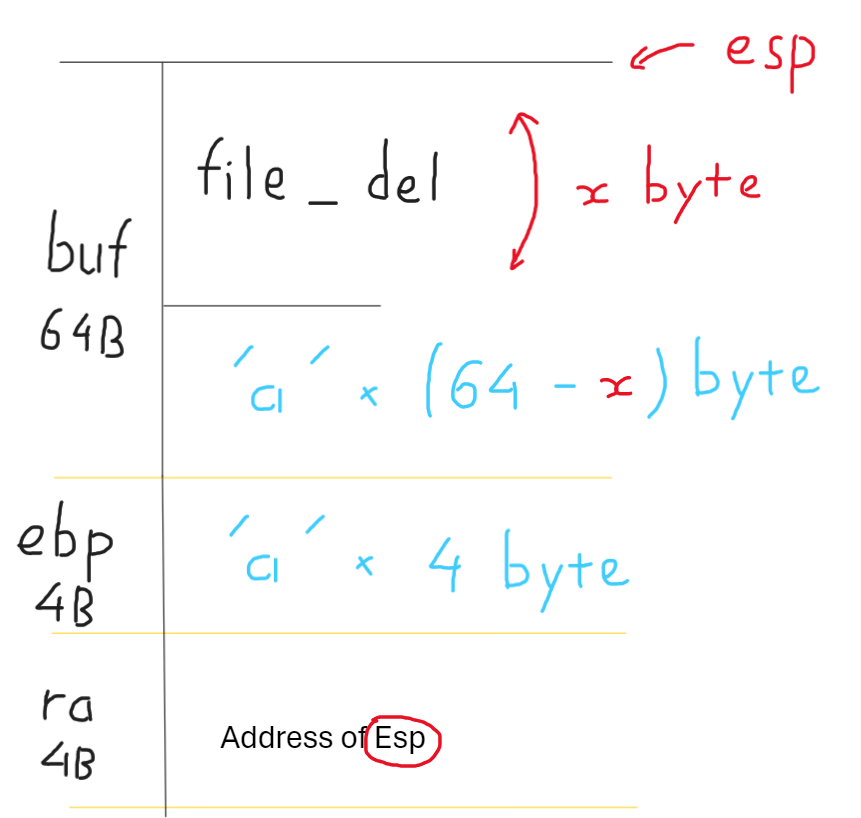 ← esp
file_del
x byte
buf
64B
'a' × (64 - x) byte
ebp
4B
'a' × 4 byte
ra
4B
Address of Esp